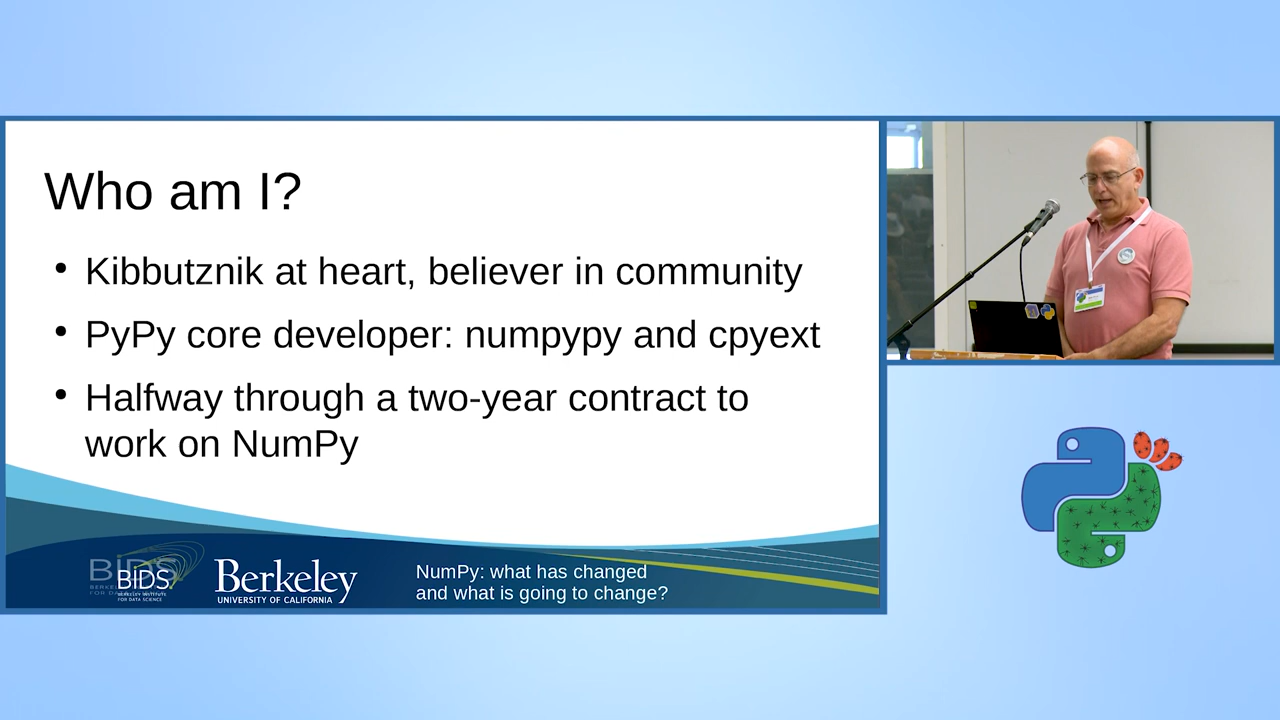 Who am I?
• Kibbutznik at heart, believer in community
• PyPy core developer: numpypy and cpyext
• Halfway through a two-year contract to
work on NumPy
BIDS
BIDS
BERKELEY INSTITUTE
FOR DATA SCIENCE
Berkeley
UNIVERSITY OF CALIFORNIA
NumPy: what has changed
and what is going to change?